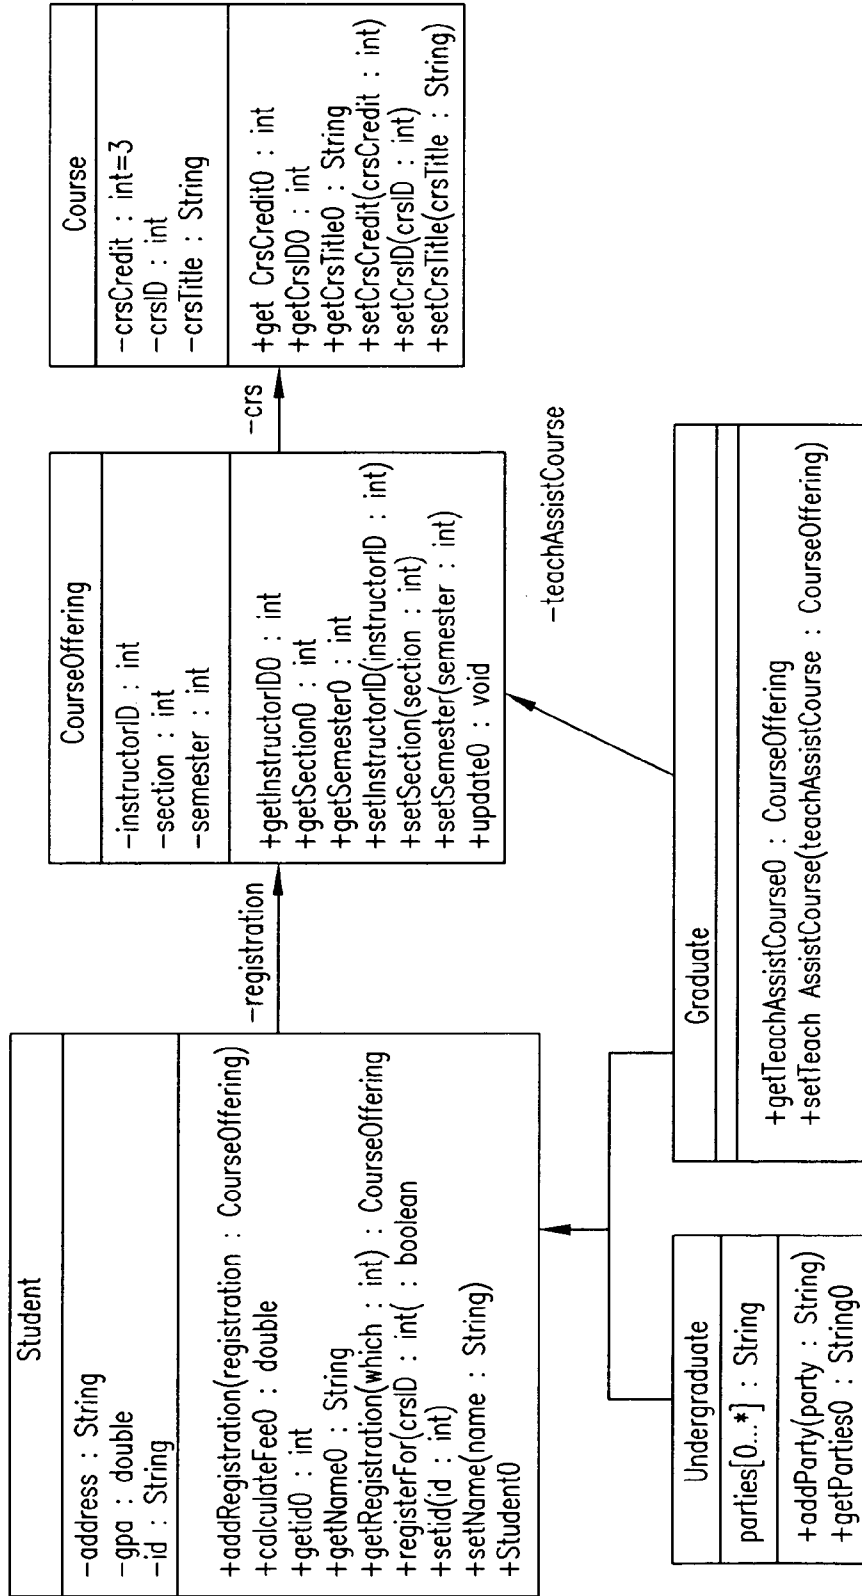 Student
-address : String
-gpa : double
-id : String
+addRegistration(registration : CourseOffering)
+calculateFee0 : double
+getid0 : int
+getName0 : String
+getRegistration(which : int) : CourseOffering
+registerFor(crsID : int( : boolean
+setid(id : int)
+setName(name : String)
+Student0
-registration
CourseOffering
-instructorID : int
-section : int
-semester : int
+getInstructorID0 : int
+getSection0 : int
+getSemester0 : int
+setInstructorID(instructorID : int)
+setSection(section : int)
+setSemester(semester : int)
+update0 : void
-crs
Course
-crsCredit : int=3
-crsID : int
-crsTitle : String
+get CrsCredit0 : int
+getCrsID0 : int
+getCrsTitle0 : String
+setCrsCredit(crsCredit : int)
+setCrsID(crsID : int)
+setCrsTitle(crsTitle : String)
-teachAssistCourse
Undergraduate
parties[0...*] : String
+addParty(party : String)
+getParties0 : String0
Graduate
+getTeachAssistCourse0 : CourseOffering
+setTeach AssistCourse(teachAssistCourse : CourseOffering)